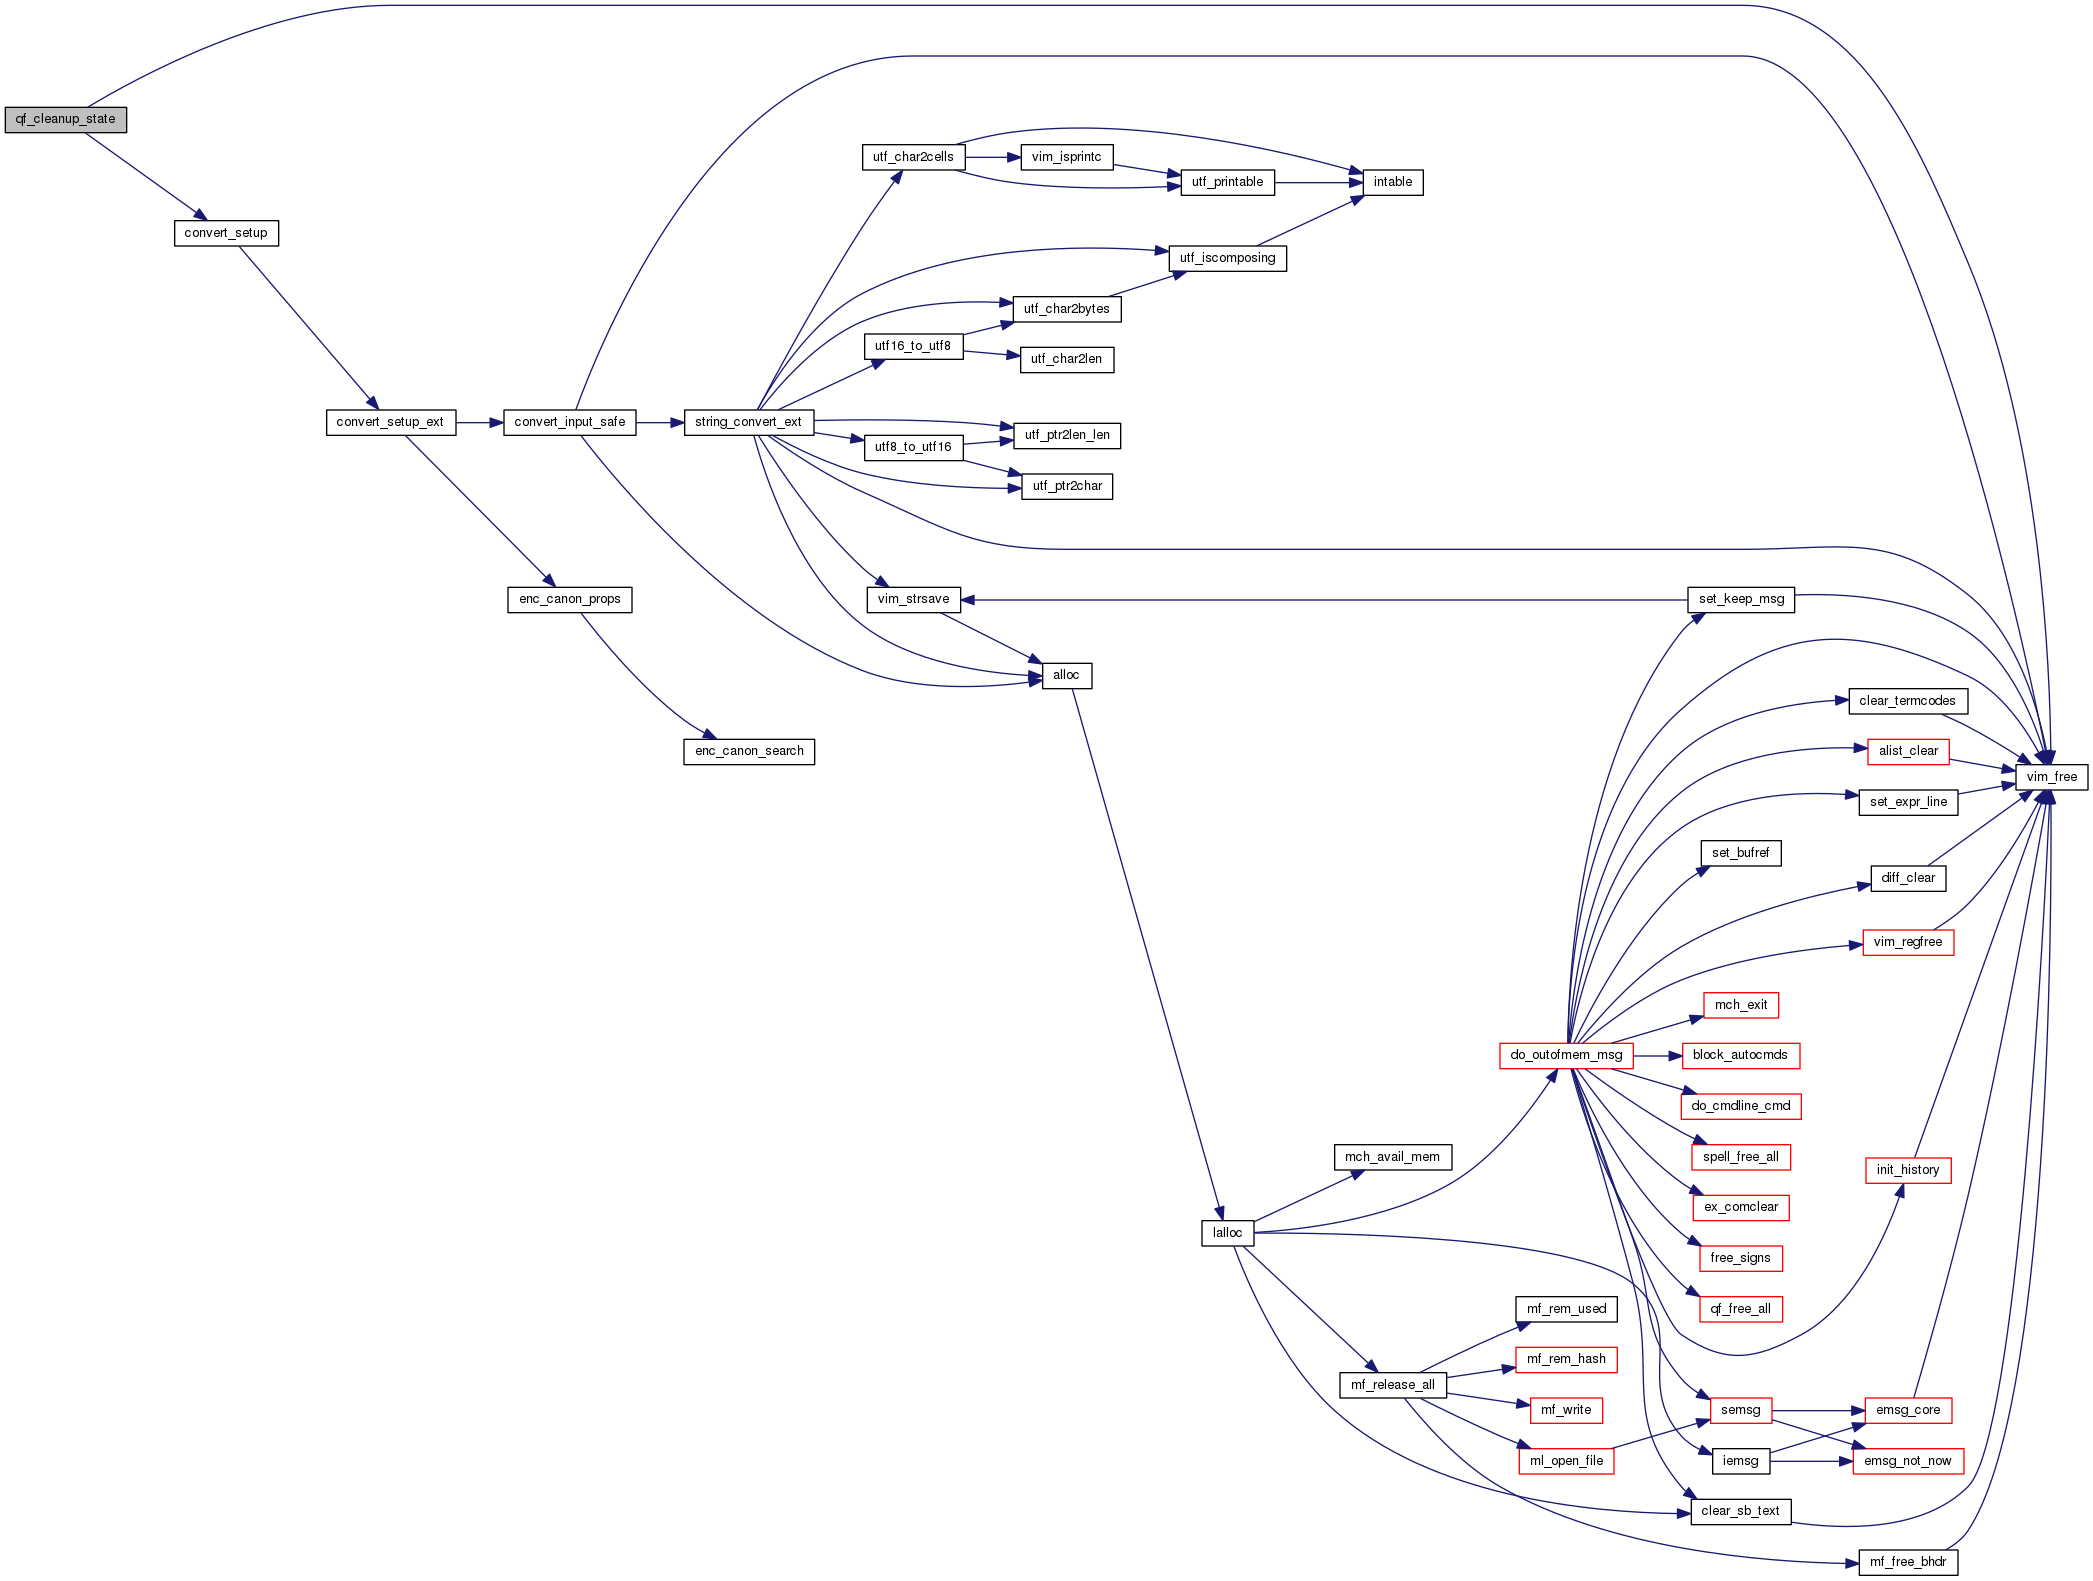 qf_cleanup_state
convert_setup
convert_setup_ext
convert_input_safe
string_convert_ext
enc_canon_props
enc_canon_search
utf_char2cells
vim_isprintc
utf_printable
intable
utf_iscomposing
utf_char2bytes
utf16_to_utf8
utf_char2len
utf_ptr2len_len
utf8_to_utf16
utf_ptr2char
vim_strsave
set_keep_msg
alloc
clear_termcodes
alist_clear
vim_free
set_expr_line
set_bufref
diff_clear
vim_regfree
mch_exit
do_outofmem_msg
block_autocmds
do_cmdline_cmd
mch_avail_mem
spell_free_all
init_history
ex_comclear
lalloc
free_signs
mf_rem_used
qf_free_all
mf_rem_hash
mf_release_all
mf_write
semsg
emsg_core
ml_open_file
iemsg
emsg_not_now
clear_sb_text
mf_free_bhdr